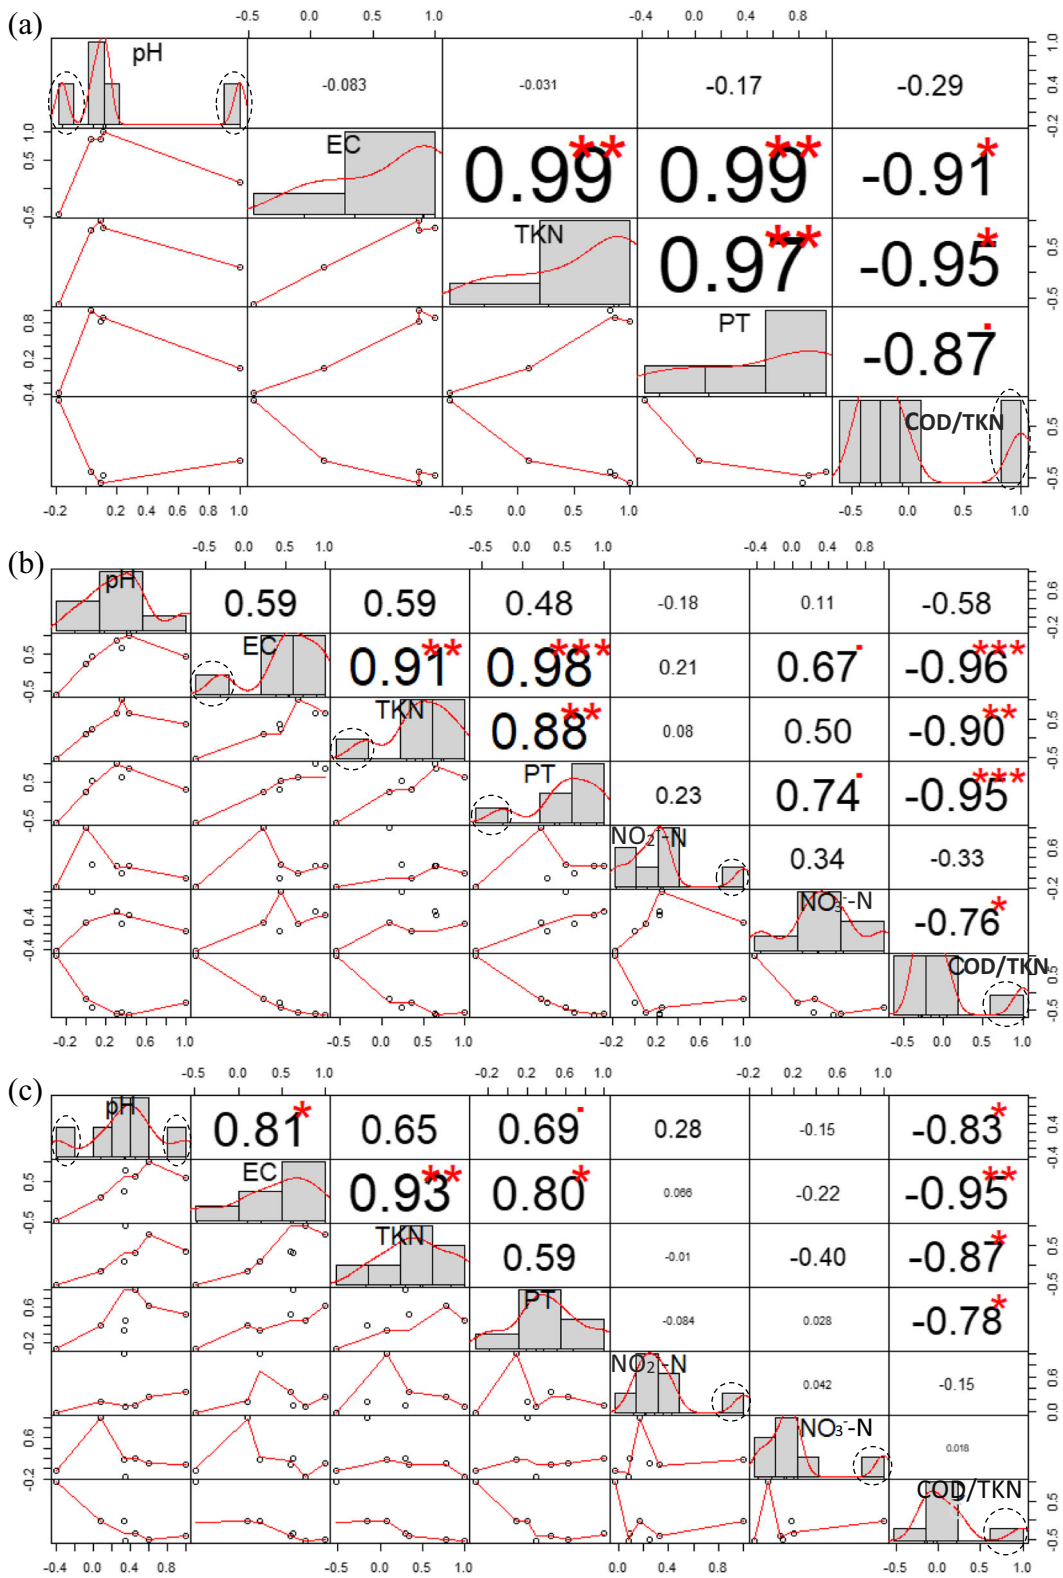 (a)
-0.5 0.0 0.5 1.0 0.0 0.4 0.8
pH -0.083 -0.031 -0.17 -0.29 -0.2 0.4 1.0
-0.5 0.5 1.0 EC 0.99** 0.99** -0.91*
TKN 0.97** -0.95* -0.5 0.5
-0.4 0.2 0.8 PT -0.87.
COD/TKN -0.5 0.5
-0.2 0.2 0.4 0.6 0.8 1.0 -0.5 0.0 0.5 1.0 -0.5 0.0 1.0
(b)
-0.5 0.0 0.5 1.0 -0.5 0.0 0.5 1.0 -0.4 0.2 0.8
pH 0.59 0.59 0.48 -0.18 0.11 -0.58 -0.2 0.6
-0.5 0.5 EC 0.91** 0.98*** 0.21 0.67. -0.96***
TKN 0.88** 0.08 0.50 -0.90** -0.5 0.5
-0.5 0.5 PT 0.23 0.74. -0.95***
NO2-N 0.34 -0.33 -0.2 0.6
-0.4 0.4 NO3--N -0.76*
COD/TKN -0.5 0.5
-0.2 0.2 0.6 1.0 -0.5 0.0 0.5 1.0 -0.2 0.2 0.6 1.0 -0.5 0.0 0.5 1.0
(c)
-0.5 0.0 0.5 1.0 -0.2 0.2 0.6 1.0 -0.2 0.2 0.8
pH 0.81* 0.65 0.69. 0.28 -0.15 -0.83* -0.4 0.4
-0.5 0.5 EC 0.93** 0.80* 0.066 -0.22 -0.95**
TKN 0.59 -0.01 -0.40 -0.87* -0.5 0.5
-0.2 0.6 PT -0.084 0.028 -0.78*
NO2-N 0.042 -0.15 0.0 0.6
-0.2 0.6 NO3--N 0.018
COD/TKN -0.5 0.5
-0.4 0.0 0.4 0.8 -0.5 0.0 0.5 1.0 0.0 0.4 0.8 -0.5 0.0 0.5 1.0